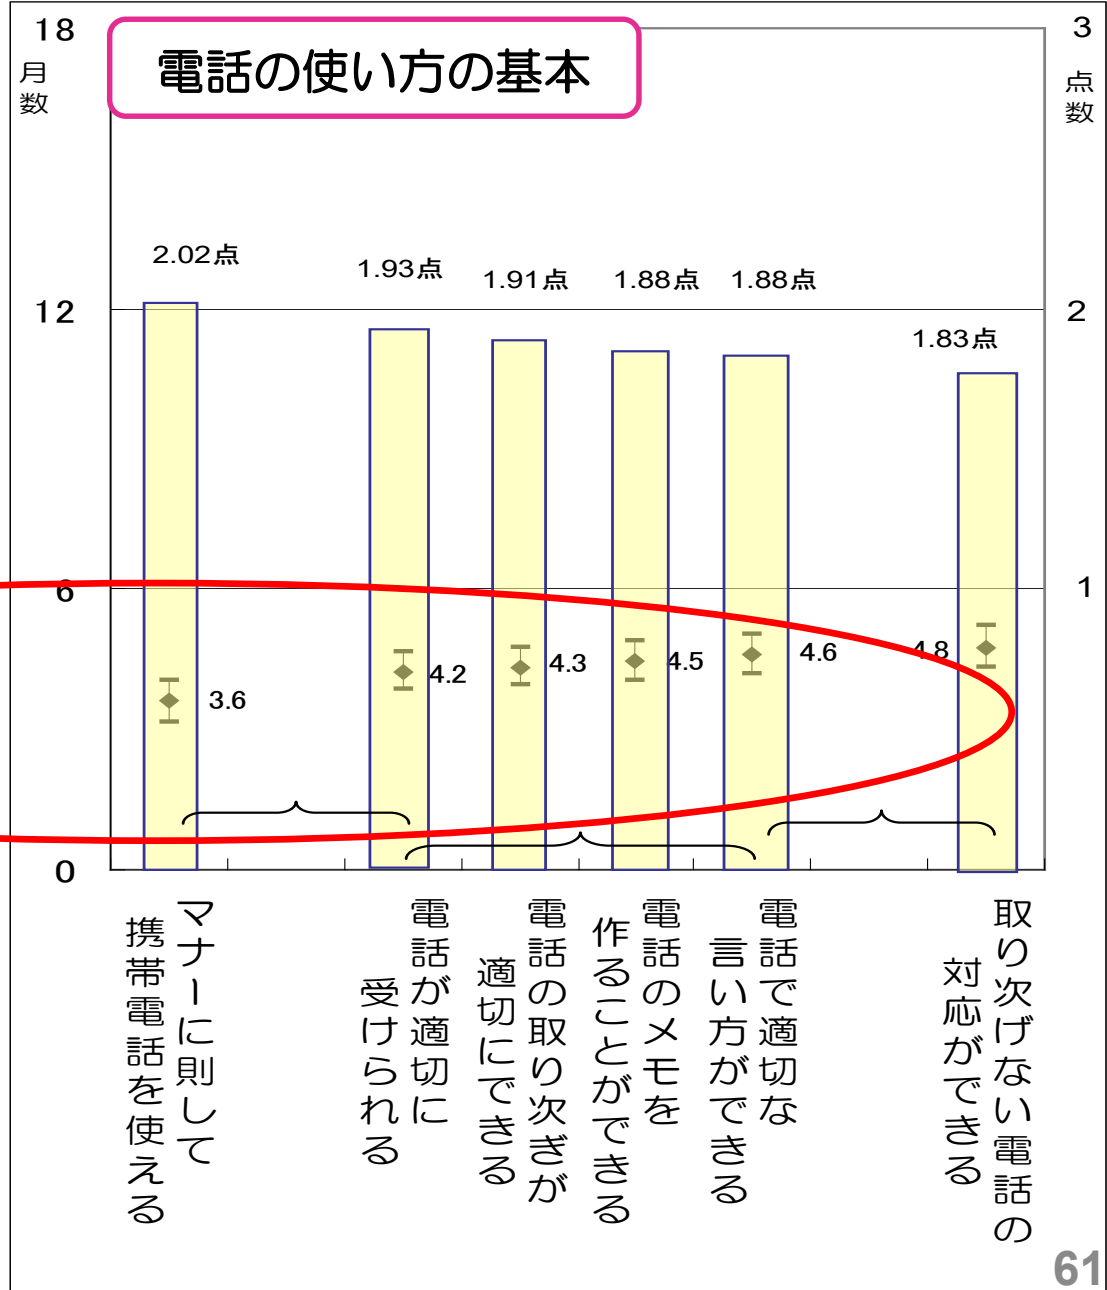 電話の使い方の基本
18
月数
12
6
0
3
点数
2
1
2.02点
1.93点
1.91点
1.88点
1.88点
1.83点
3.6
4.2
4.3
4.5
4.6
4.8
マナーに則して
携帯電話を使える
電話が適切に
受けられる
電話の取り次ぎが
適切にできる
電話のメモを
作ることができる
電話で適切な
言い方ができる
取り次げない電話の
対応ができる
61